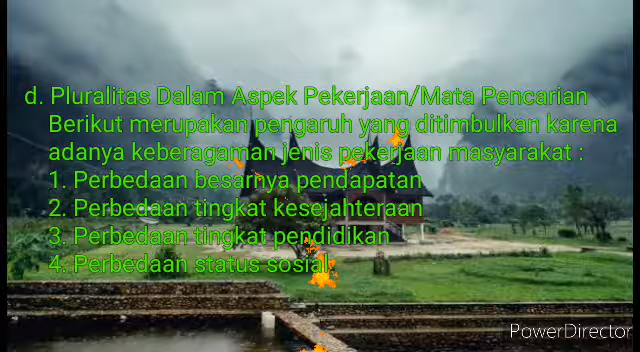 d. Pluralitas Dalam Aspek Pekerjaan/Mata Pencarian
Berikut merupakan pengaruh yang ditimbulkan karena
adanya keberagaman jenis pekerjaan masyarakat :
1. Perbedaan besarnya pendapatan
2. Perbedaan tingkat kesejahteraan
3. Perbedaan tingkat pendidikan
4. Perbedaan status sosial
PowerDirector